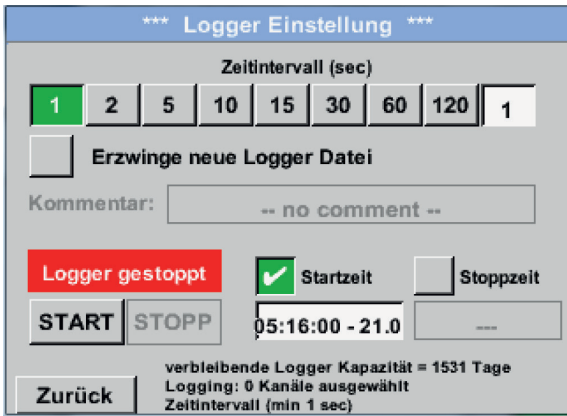 *** Logger Einstellung ***
Zeitintervall (sec)
1 2 5 10 15 30 60 120 1
Erzwinge neue Logger Datei
Kommentar: -- no comment --
Logger gestoppt ✔ Startzeit Stoppzeit
START STOPP 05:16:00 - 21.0 ---
verbleibende Logger Kapazität = 1531 Tage
Logging: 0 Kanäle ausgewählt
Zurück Zeitintervall (min 1 sec)